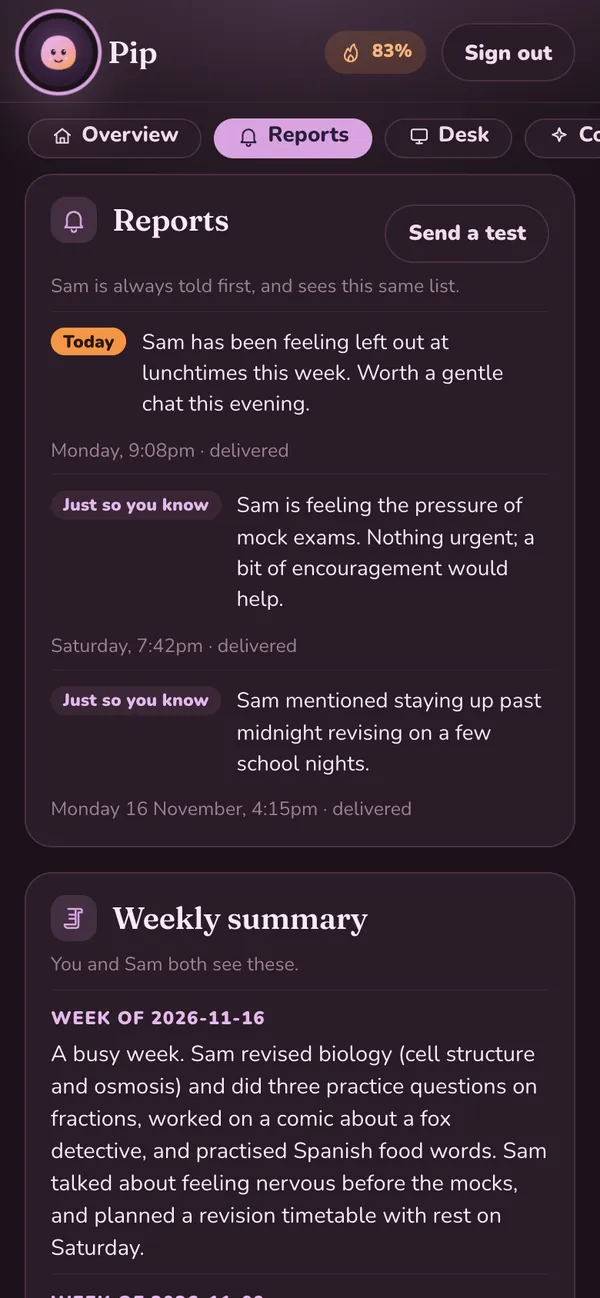 Pip
83%
Sign out
Overview
Reports
Desk
Reports
Send a test
Sam is always told first, and sees this same list.
Today
Sam has been feeling left out at
lunchtimes this week. Worth a gentle
chat this evening.
Monday, 9:08pm · delivered
Just so you know
Sam is feeling the pressure of
mock exams. Nothing urgent; a
bit of encouragement would
help.
Saturday, 7:42pm · delivered
Just so you know
Sam mentioned staying up past
midnight revising on a few
school nights.
Monday 16 November, 4:15pm · delivered
Weekly summary
You and Sam both see these.
WEEK OF 2026-11-16
A busy week. Sam revised biology (cell structure
and osmosis) and did three practice questions on
fractions, worked on a comic about a fox
detective, and practised Spanish food words. Sam
talked about feeling nervous before the mocks,
and planned a revision timetable with rest on
Saturday.